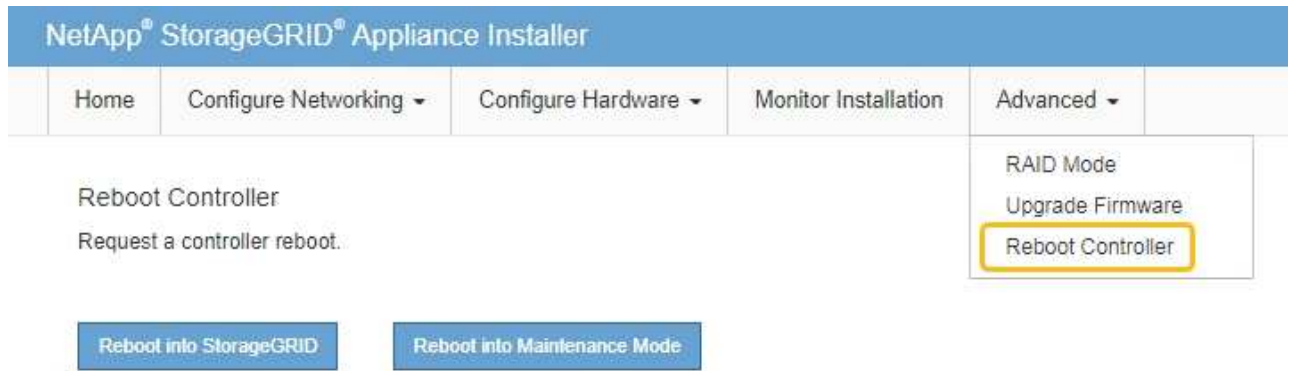 NetApp® StorageGRID® Appliance Installer
Home Configure Networking Configure Hardware Monitor Installation Advanced
RAID Mode
Upgrade Firmware
Reboot Controller
Reboot Controller
Request a controller reboot.
Reboot into StorageGRID Reboot into Maintenance Mode